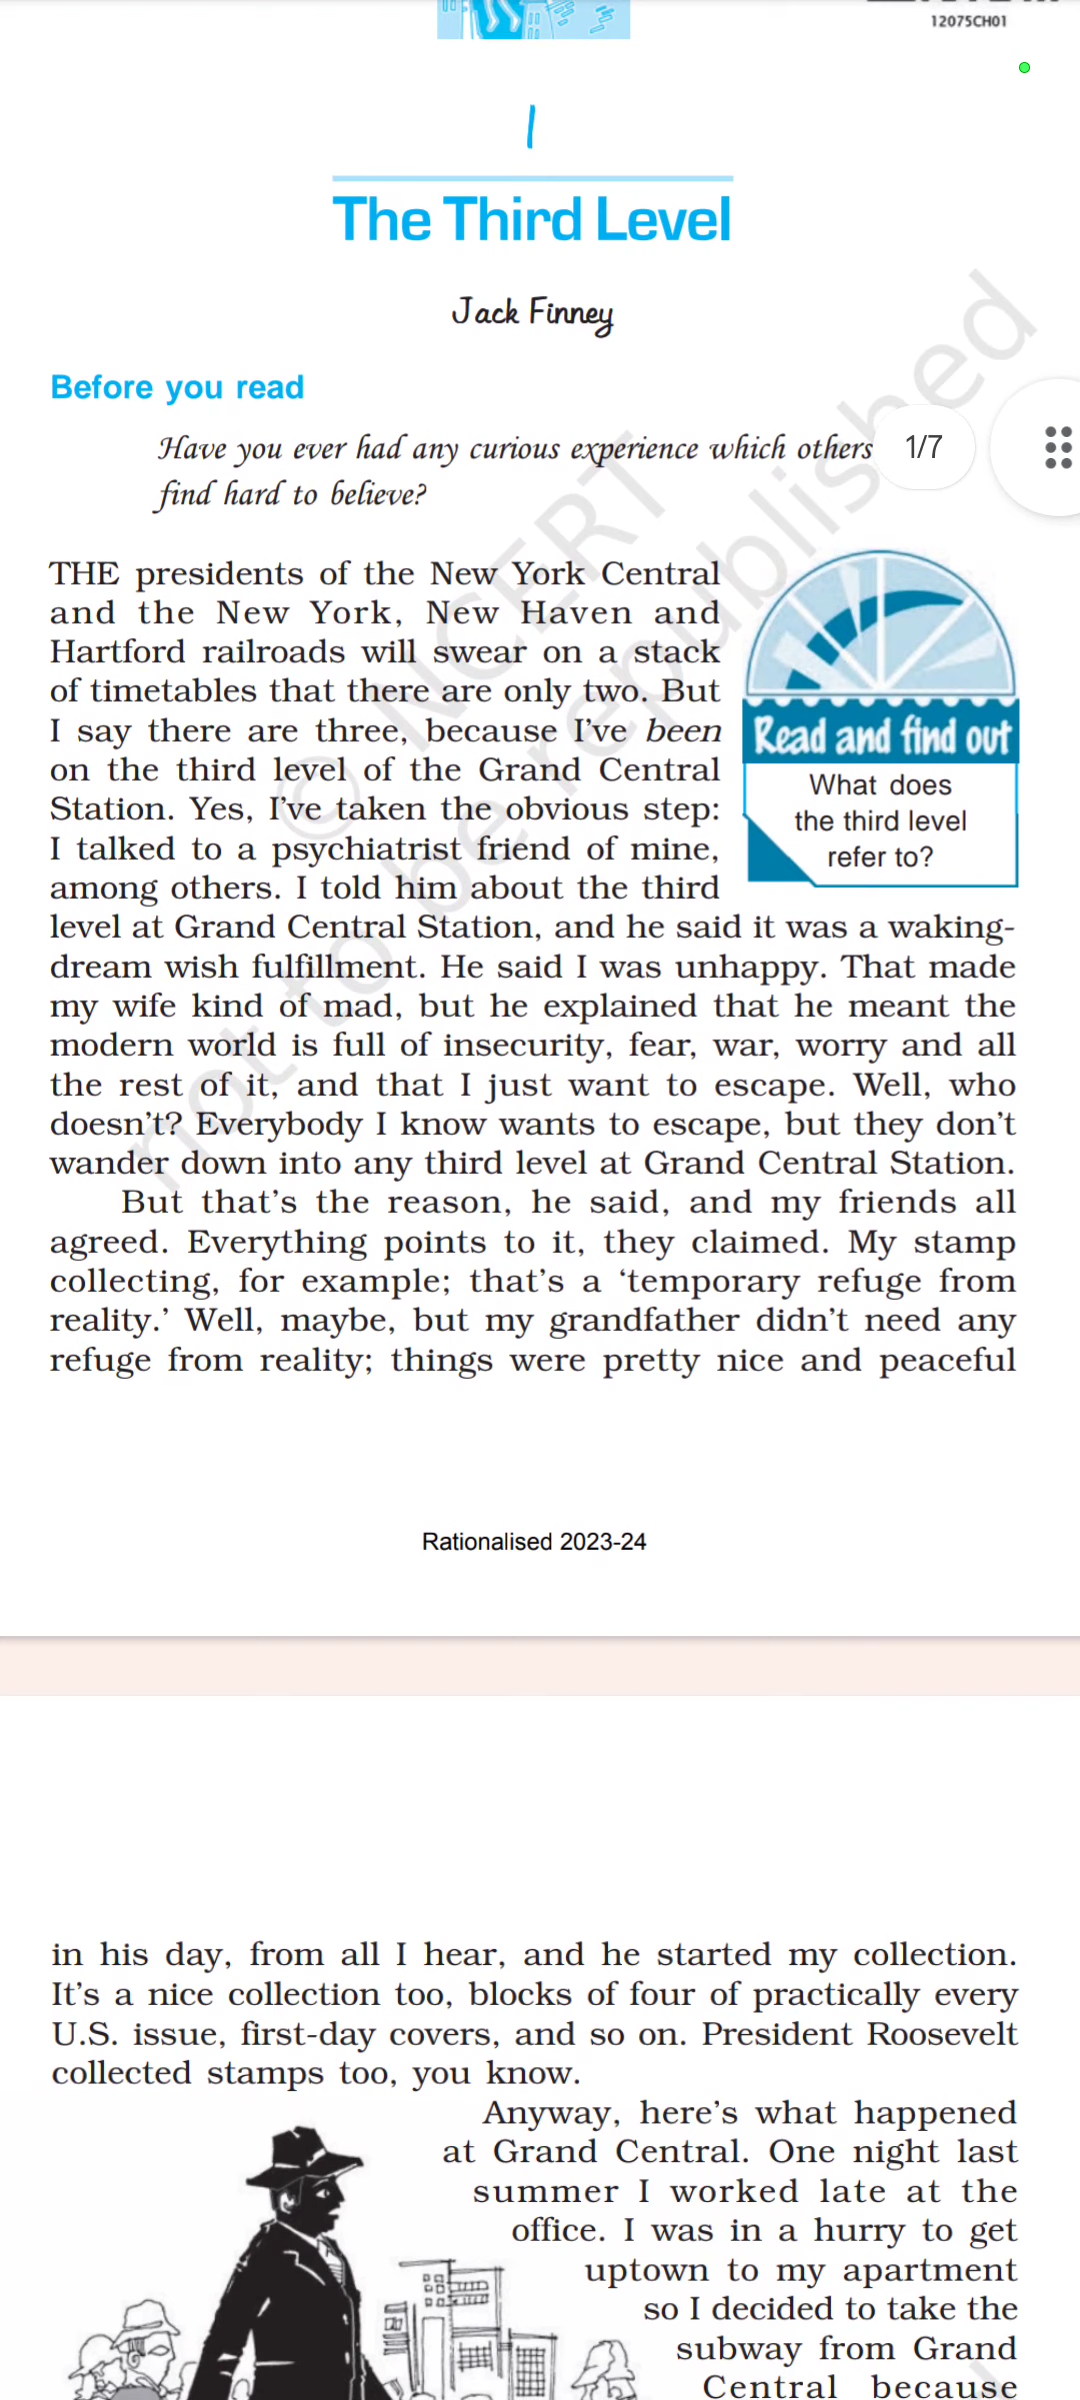 12075CH01
1
The Third Level
Jack Finney
Before you read
Have you ever had any curious experience which others
find hard to believe?
1/7
THE presidents of the New York Central
and the New York, New Haven and
Hartford railroads will swear on a stack
of timetables that there are only two. But
I say there are three, because I’ve been
on the third level of the Grand Central
Station. Yes, I’ve taken the obvious step:
I talked to a psychiatrist friend of mine,
among others. I told him about the third
level at Grand Central Station, and he said it was a waking-
dream wish fulfillment. He said I was unhappy. That made
my wife kind of mad, but he explained that he meant the
modern world is full of insecurity, fear, war, worry and all
the rest of it, and that I just want to escape. Well, who
doesn’t? Everybody I know wants to escape, but they don’t
wander down into any third level at Grand Central Station.
Read and find out
What does
the third level
refer to?
But that’s the reason, he said, and my friends all
agreed. Everything points to it, they claimed. My stamp
collecting, for example; that’s a ‘temporary refuge from
reality.’ Well, maybe, but my grandfather didn’t need any
refuge from reality; things were pretty nice and peaceful
© NCERT
not to be republished
Rationalised 2023-24
in his day, from all I hear, and he started my collection.
It’s a nice collection too, blocks of four of practically every
U.S. issue, first-day covers, and so on. President Roosevelt
collected stamps too, you know.
Anyway, here’s what happened
at Grand Central. One night last
summer I worked late at the
office. I was in a hurry to get
uptown to my apartment
so I decided to take the
subway from Grand
Central because